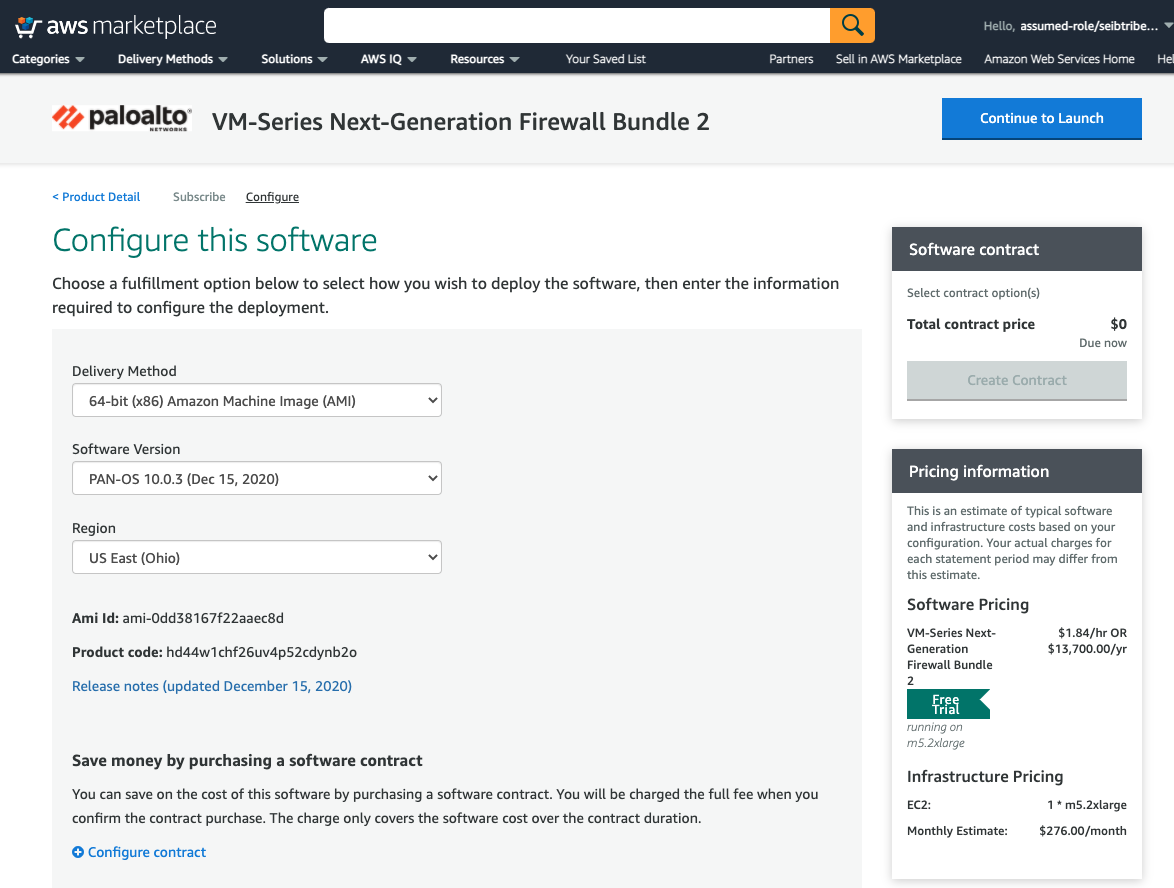 aws marketplace
Hello, assumed-role/seibtribe...
Categories Delivery Methods Solutions AWS IQ Resources Your Saved List Partners Sell in AWS Marketplace Amazon Web Services Home
paloalto
NETWORKS
VM-Series Next-Generation Firewall Bundle 2
Continue to Launch
< Product Detail Subscribe Configure
Configure this software
Choose a fulfillment option below to select how you wish to deploy the software, then enter the information
required to configure the deployment.
Delivery Method
64-bit (x86) Amazon Machine Image (AMI)
Software Version
PAN-OS 10.0.3 (Dec 15, 2020)
Region
US East (Ohio)
Ami Id: ami-0dd38167f22aaec8d
Product code: hd44w1chf26uv4p52cdynb2o
Release notes (updated December 15, 2020)
Save money by purchasing a software contract
You can save on the cost of this software by purchasing a software contract. You will be charged the full fee when you
confirm the contract purchase. The charge only covers the software cost over the contract duration.
Configure contract
Software contract
Select contract option(s)
Total contract price $0
Due now
Create Contract
Pricing information
This is an estimate of typical software
and infrastructure costs based on your
configuration. Your actual charges for
each statement period may differ from
this estimate.
Software Pricing
VM-Series Next- $1.84/hr OR
Generation $13,700.00/yr
Firewall Bundle
2
Free
Trial
running on
m5.2xlarge
Infrastructure Pricing
EC2: 1 * m5.2xlarge
Monthly Estimate: $276.00/month